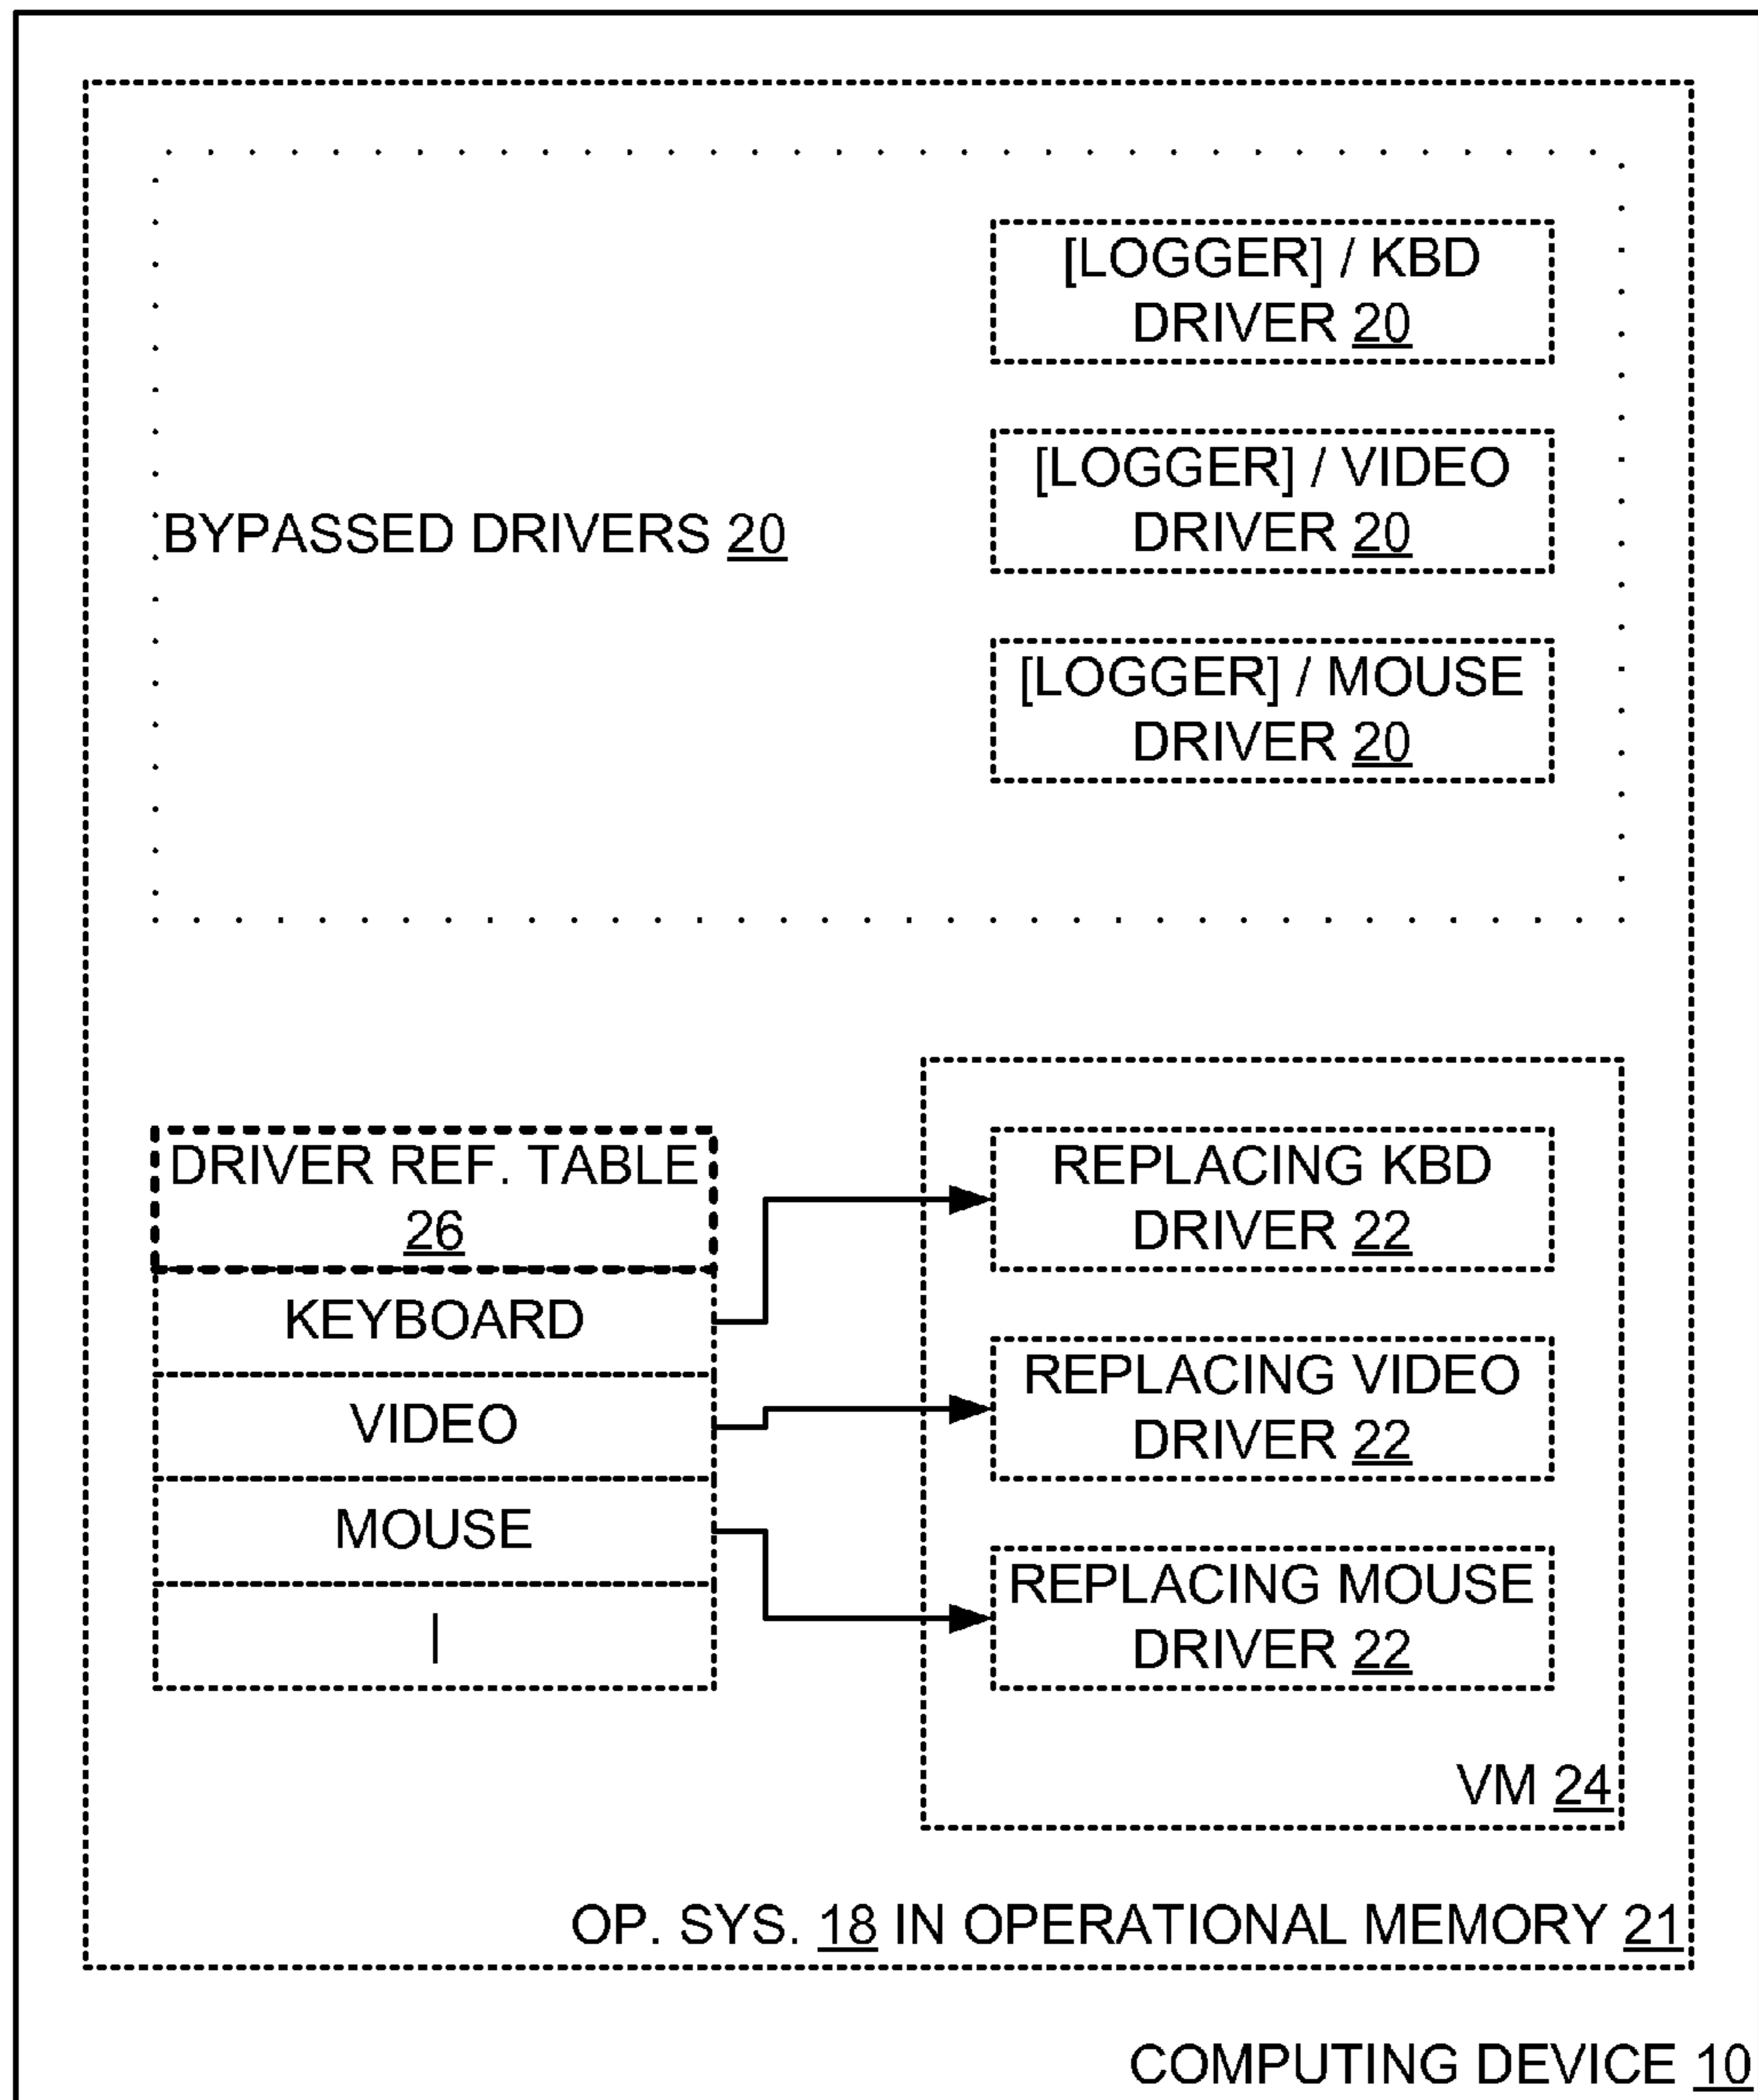 [LOGGER] / KBD
DRIVER 20
[LOGGER] / VIDEO
DRIVER 20
BYPASSED DRIVERS 20
[LOGGER] / MOUSE
DRIVER 20
DRIVER REF. TABLE
26
KEYBOARD
VIDEO
MOUSE
|
REPLACING KBD
DRIVER 22
REPLACING VIDEO
DRIVER 22
REPLACING MOUSE
DRIVER 22
VM 24
OP. SYS. 18 IN OPERATIONAL MEMORY 21
COMPUTING DEVICE 10